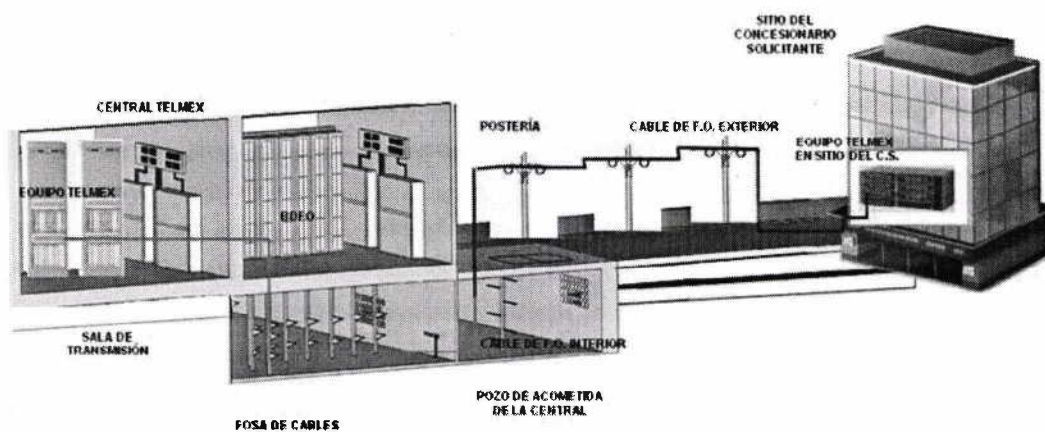 SITIO DEL
CONCESIONARIO
SOLICITANTE
CENTRAL TELMEX
POSTERÍA
CABLE DE F.O. EXTERIOR
EQUIPO TELMEX
EN SITIO DEL C.S.
EQUIPO TELMEX
BDFO
SALA DE
TRANSMISIÓN
CABLE DE F.O. INTERIOR
POZO DE ACOMETIDA
DE LA CENTRAL
FOSA DE CABLES